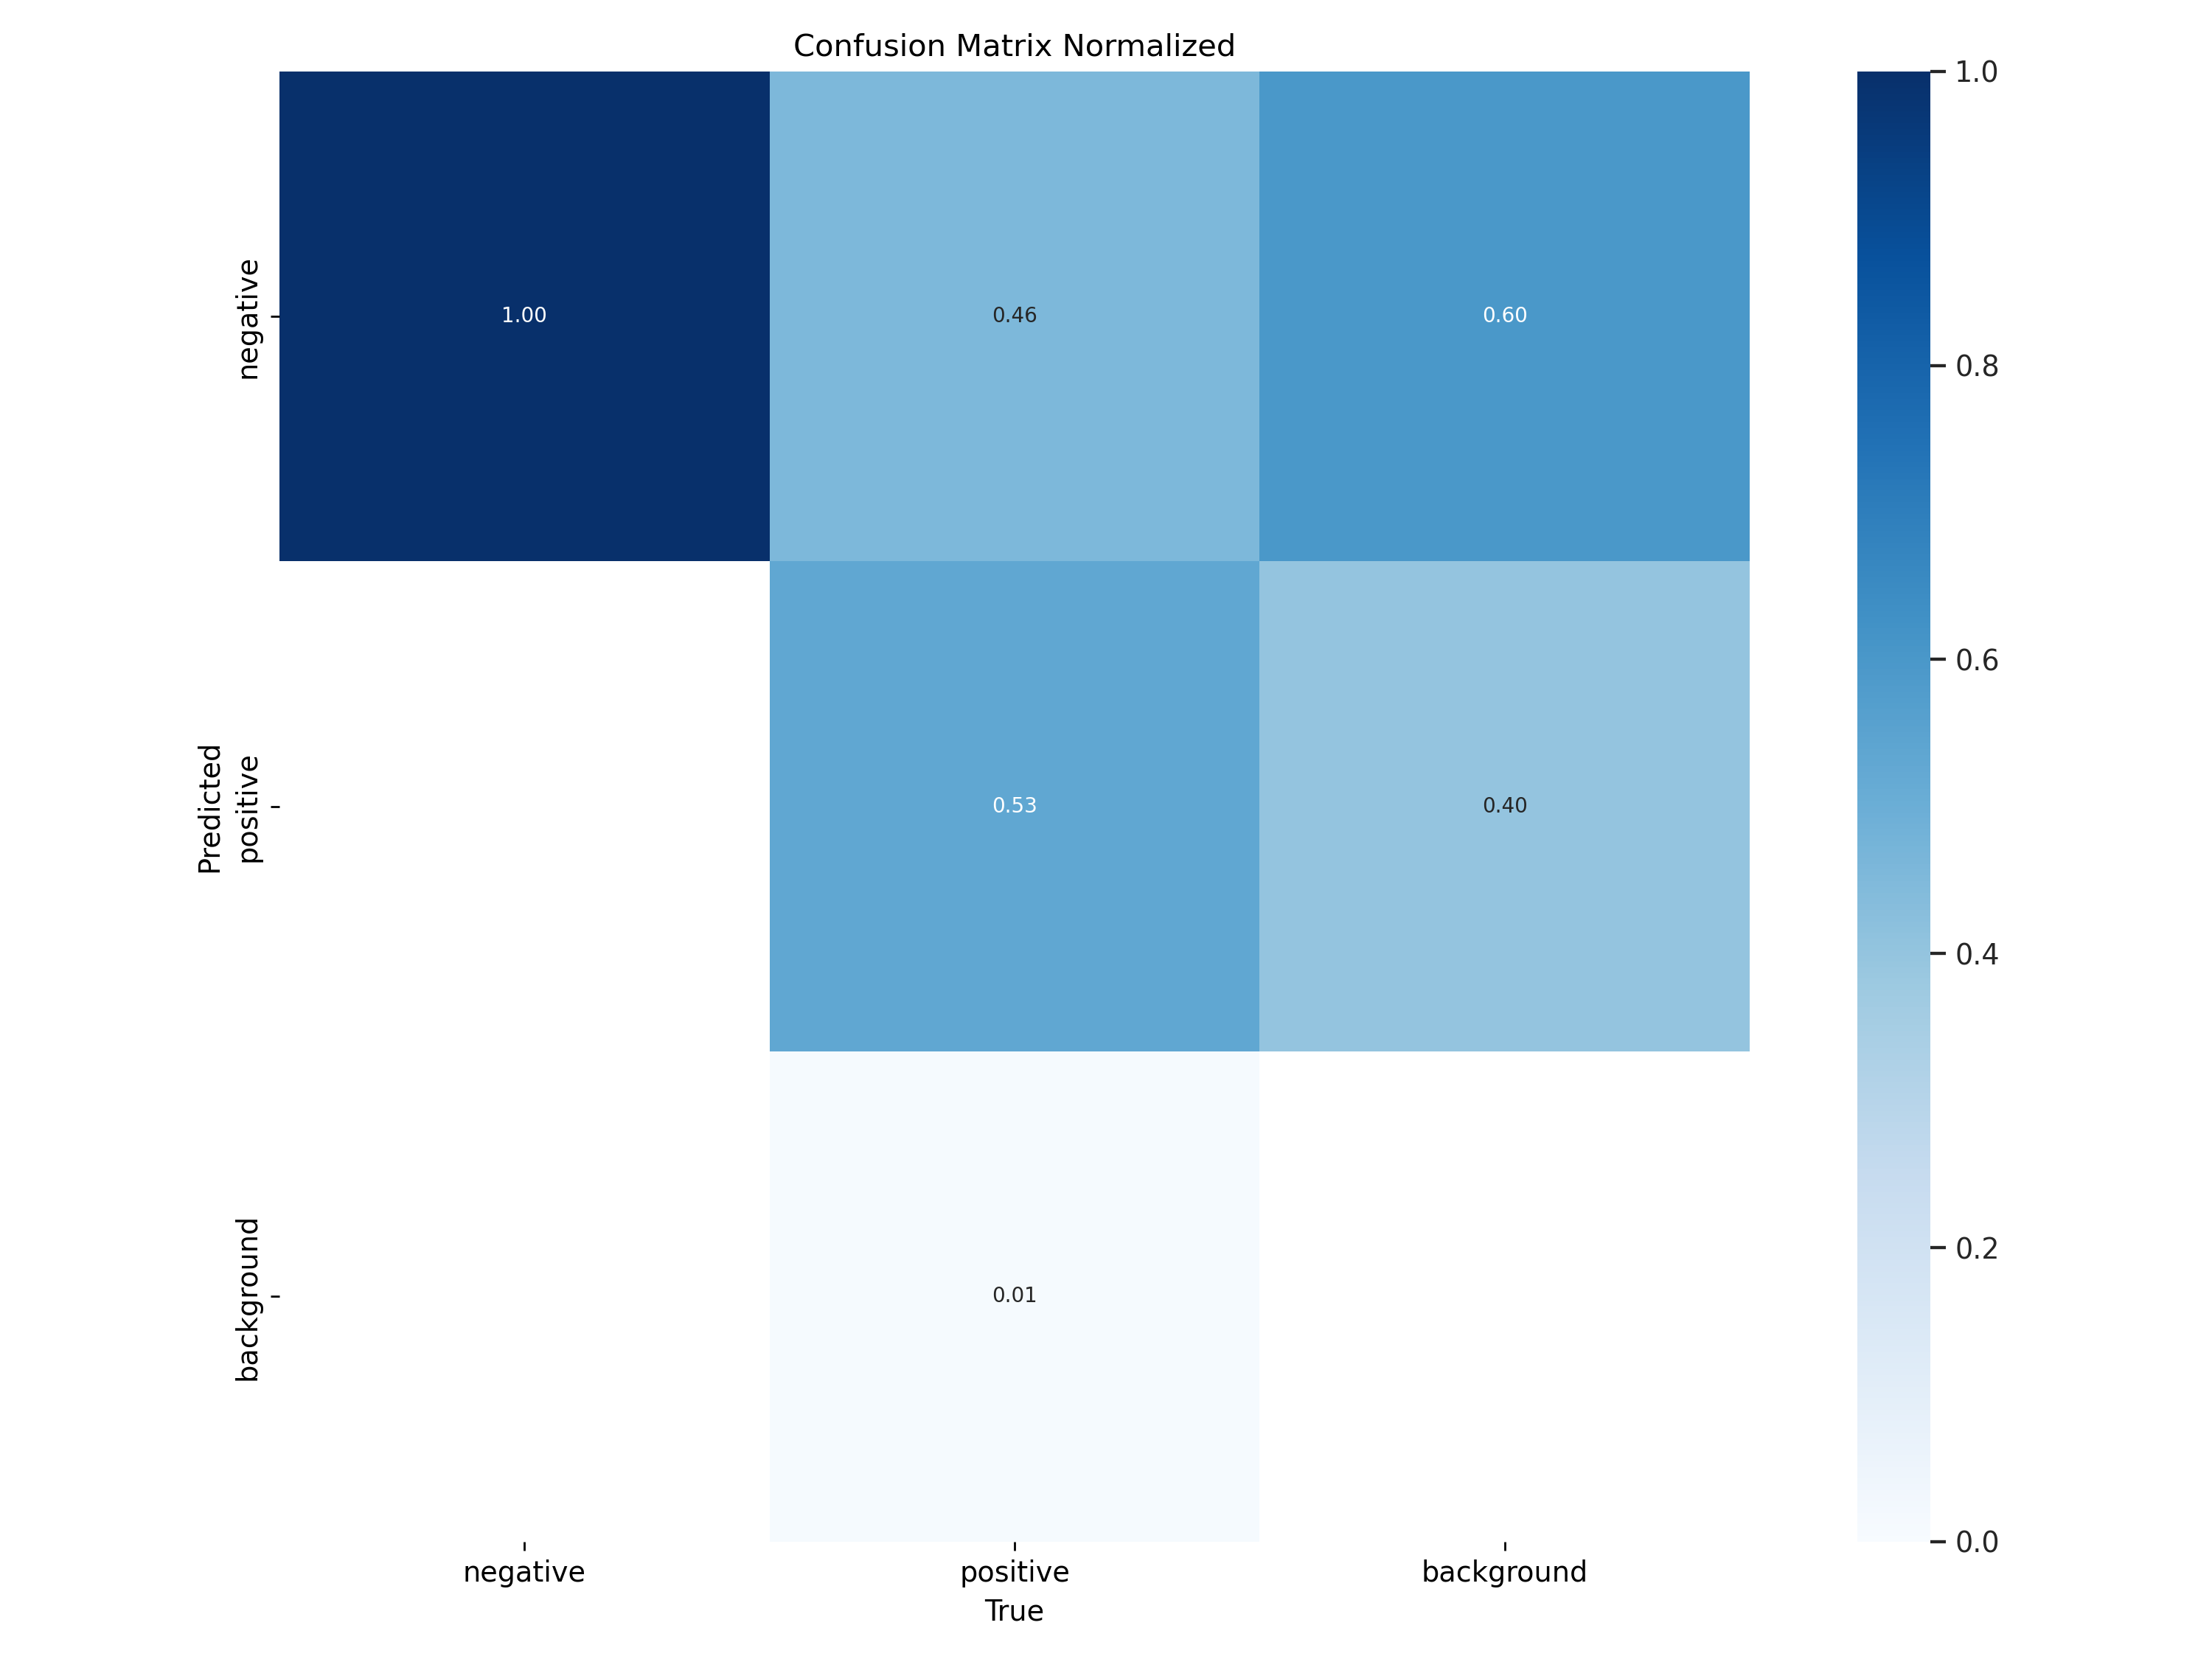 Confusion Matrix Normalized
1.0
negative
1.00
0.46
0.60
0.8
0.6
Predicted
positive
0.53
0.40
0.4
background
0.01
0.2
0.0
negative
positive
background
True